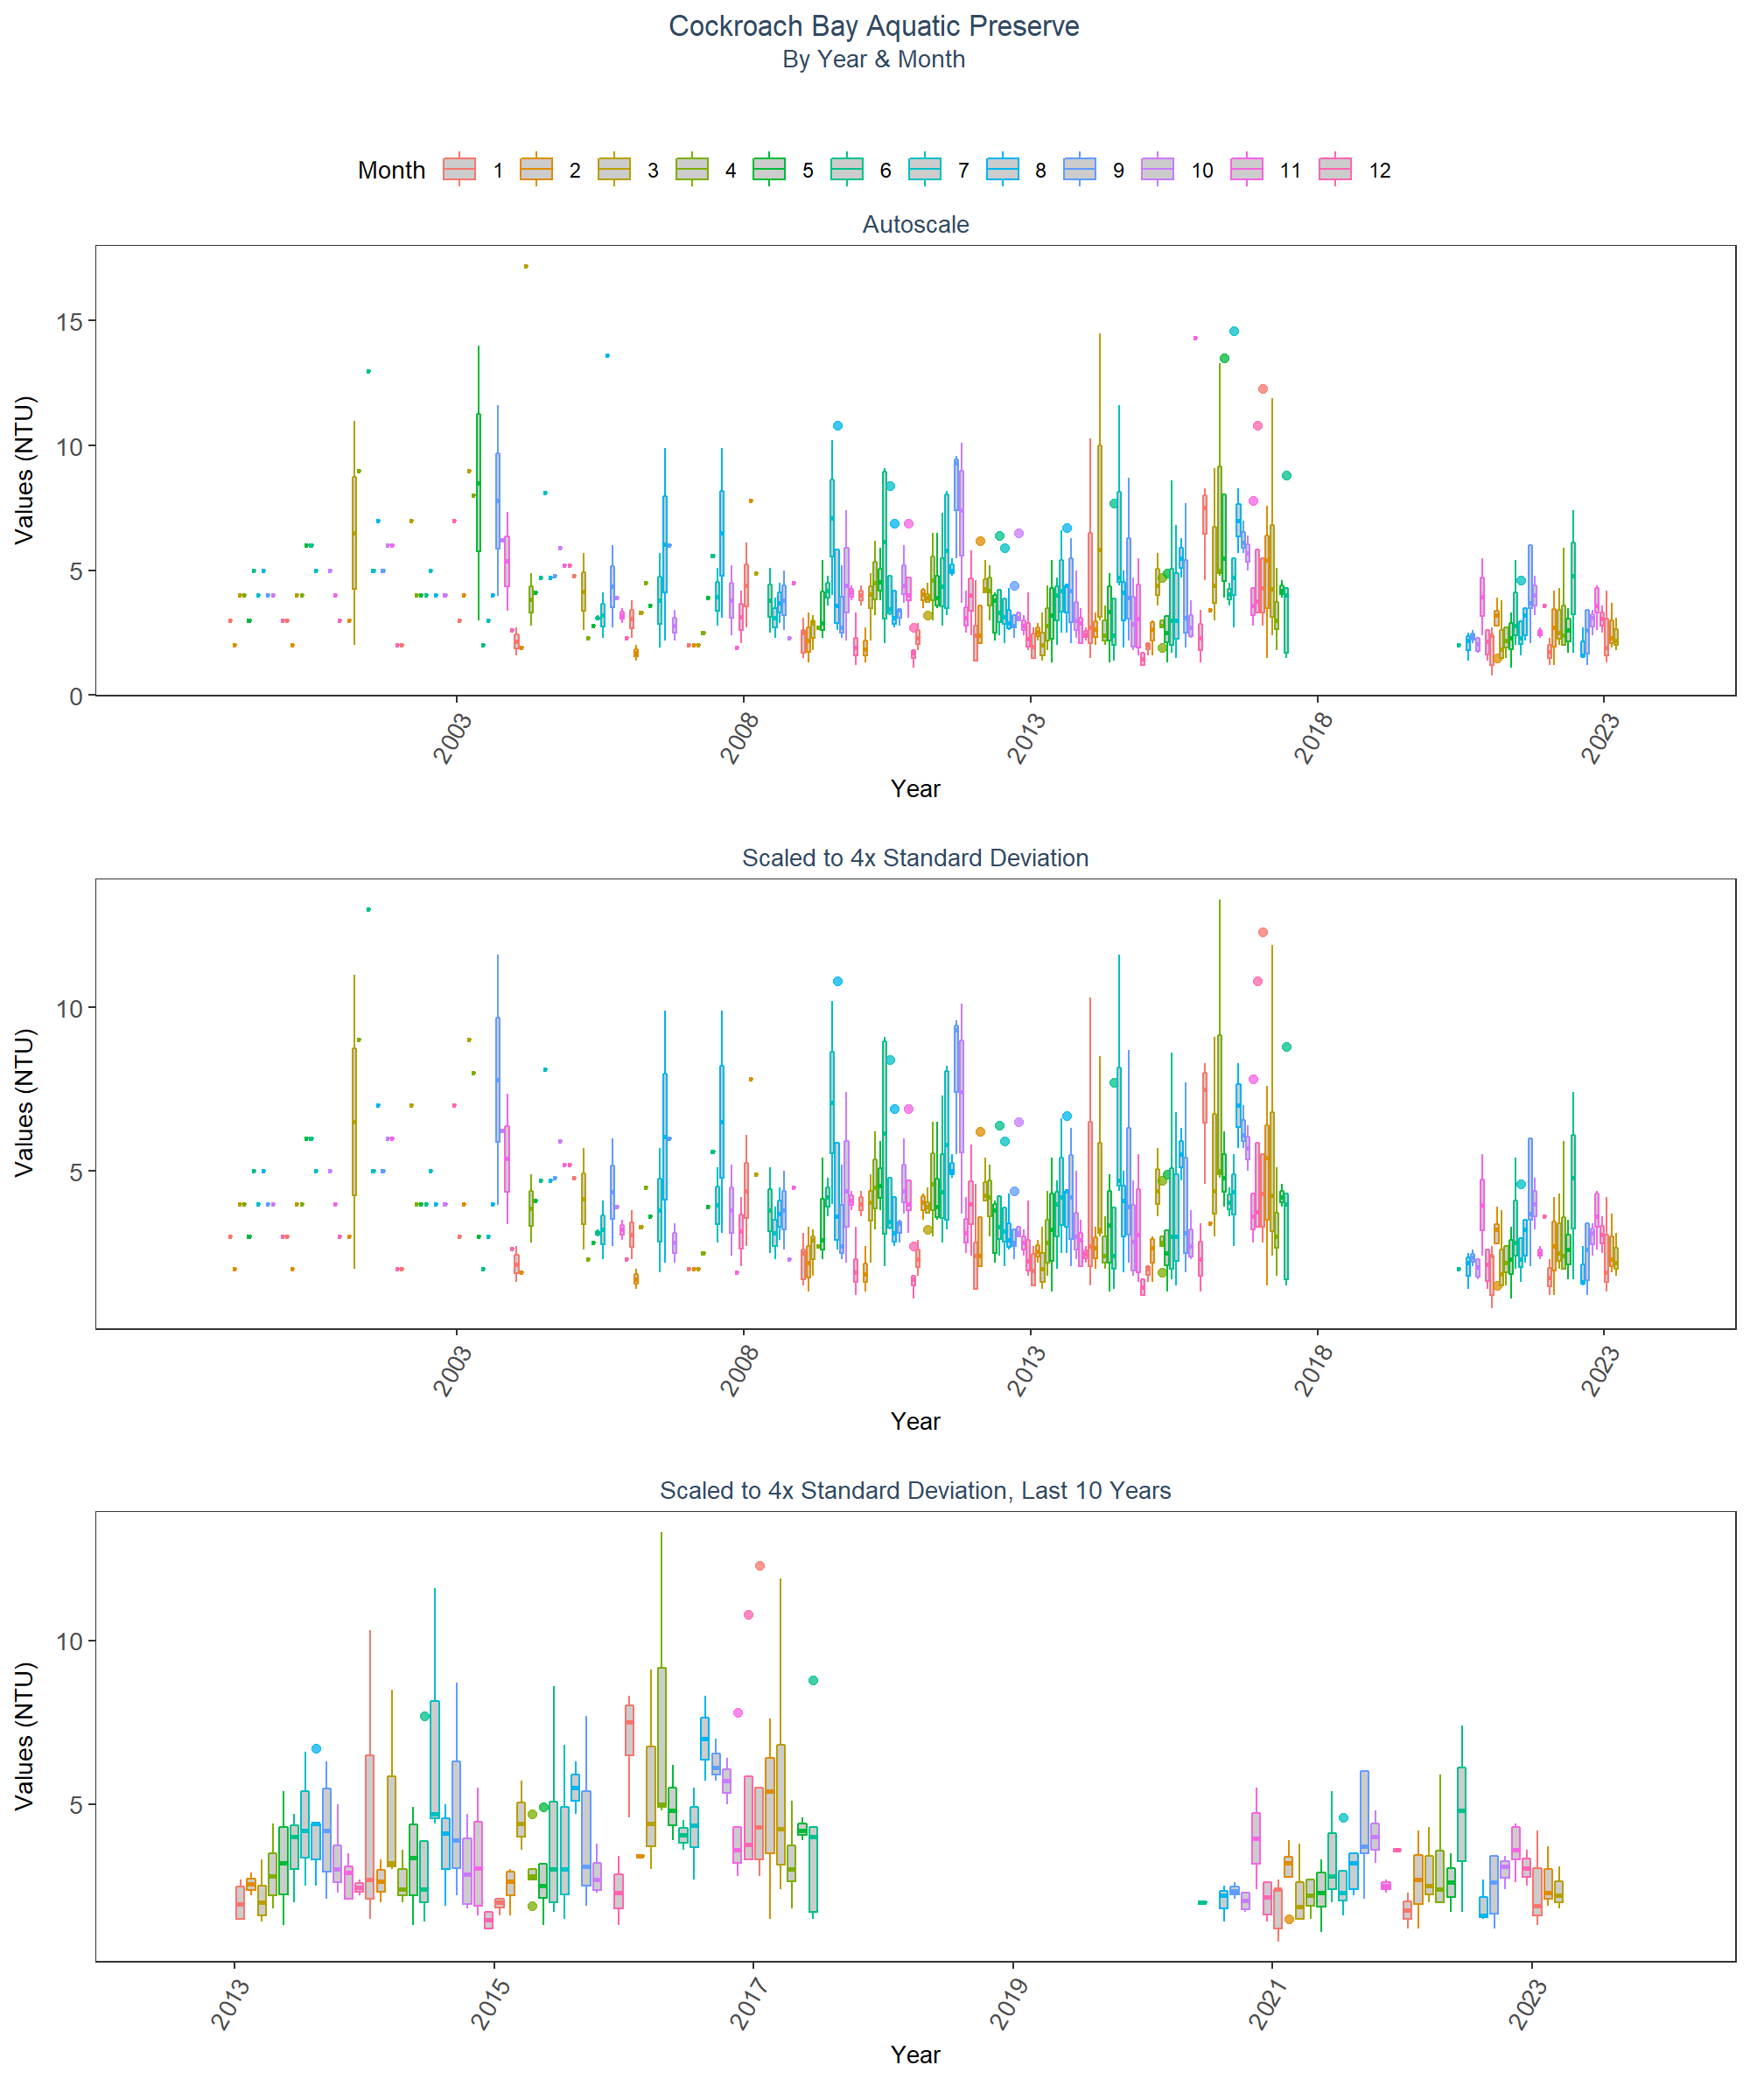 Cockroach Bay Aquatic Preserve
By Year & Month
Month 1 2 3 4 5 6 7 8 9 10 11 12
Autoscale
Values (NTU)
15
10
5
0
2003 2008 2013 2018 2023
Year
Scaled to 4x Standard Deviation
Values (NTU)
10
5
2003 2008 2013 2018 2023
Year
Scaled to 4x Standard Deviation, Last 10 Years
Values (NTU)
10
5
2013 2015 2017 2019 2021 2023
Year